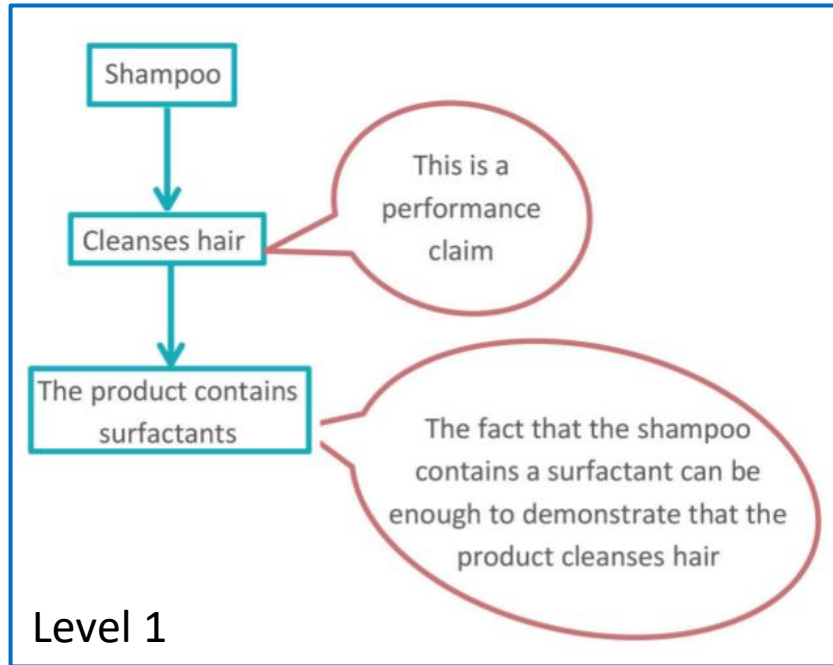 Shampoo
This is a
performance
claim
Cleanses hair
The product contains
surfactants
The fact that the shampoo
contains a surfactant can be
enough to demonstrate that the
product cleanses hair
Level 1